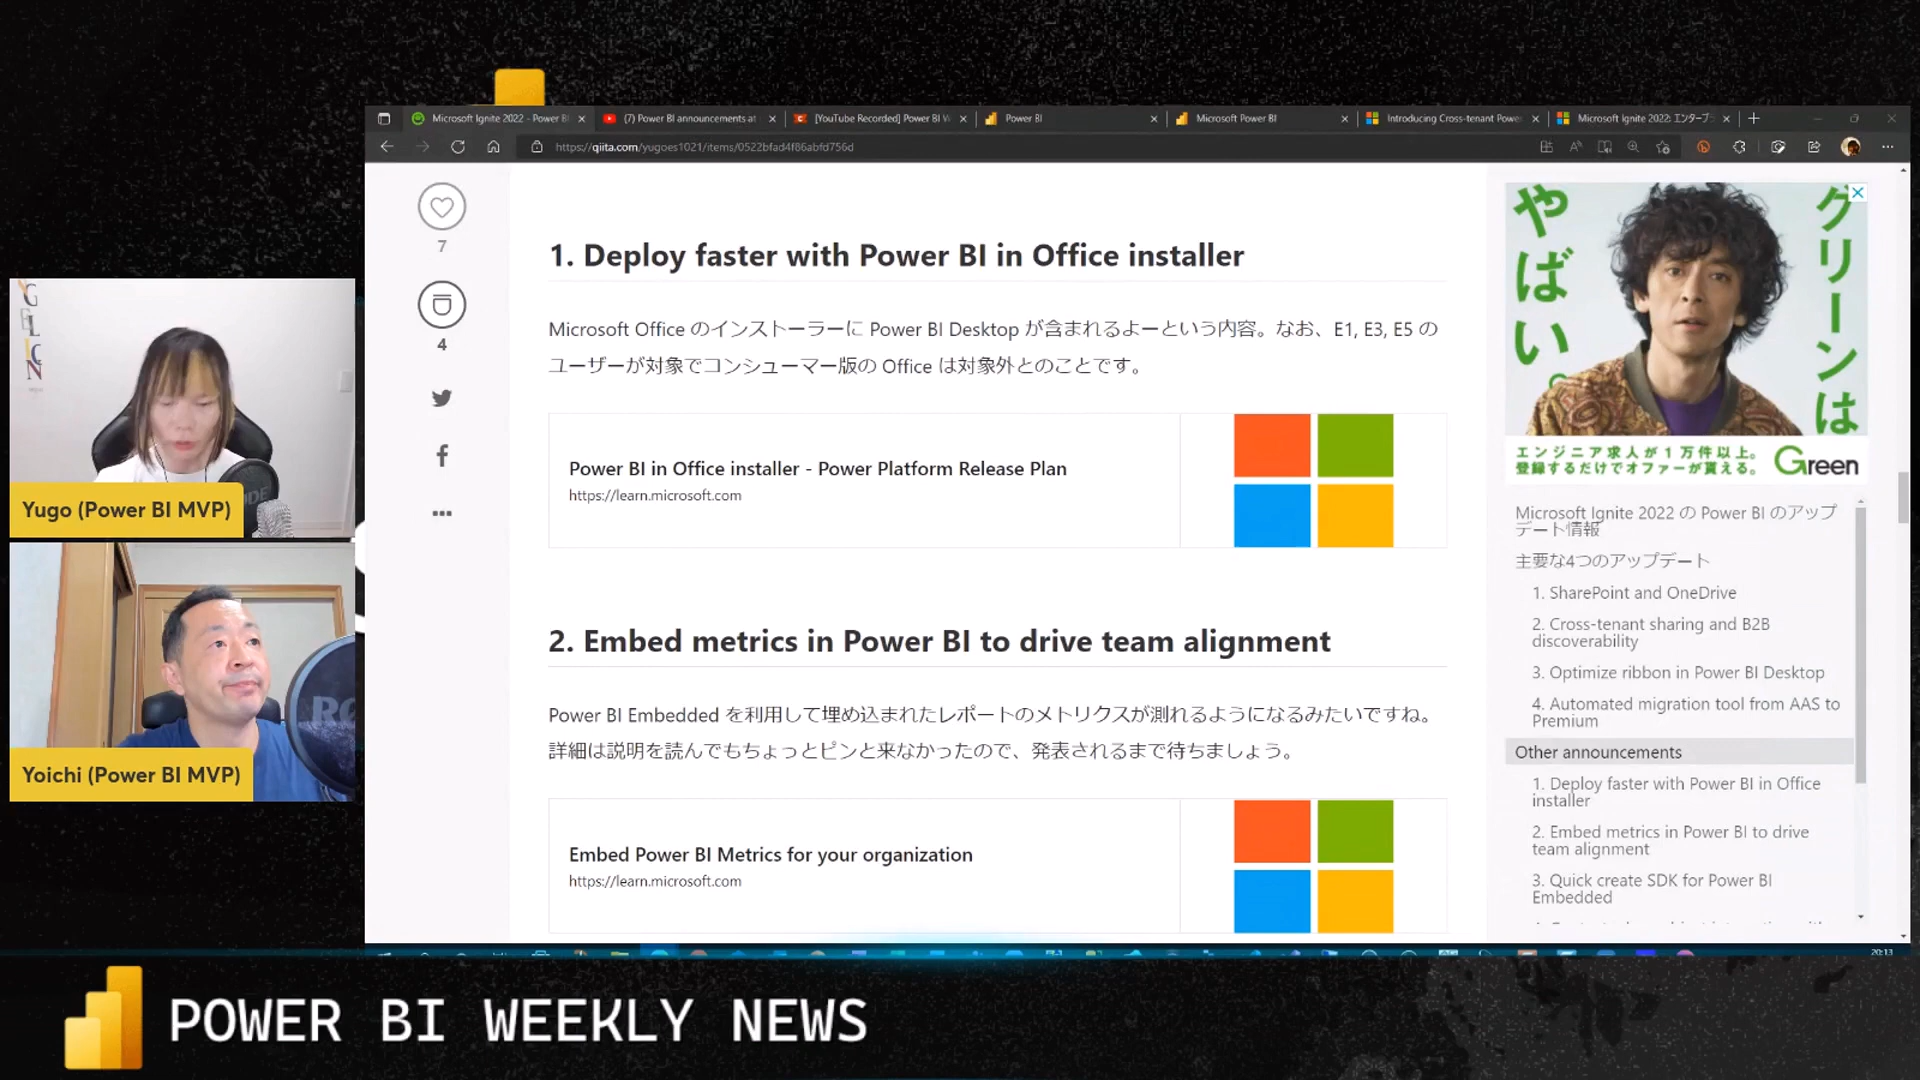 Microsoft Ignite 2022 - Power BI
(7) Power BI announcements at
[YouTube Recorded] Power BI W
Power BI
Microsoft Power BI
Introducing Cross-tenant Power
Microsoft Ignite 2022: エンタープ
https://qiita.com/yugoes1021/items/0522bfad4f86abfd756d
7
4
1. Deploy faster with Power BI in Office installer
Microsoft Office のインストーラーに Power BI Desktop が含まれるよーという内容。なお、E1, E3, E5 の
ユーザーが対象でコンシューマー版の Office は対象外とのことです。
Power BI in Office installer - Power Platform Release Plan
https://learn.microsoft.com
2. Embed metrics in Power BI to drive team alignment
Power BI Embedded を利用して埋め込まれたレポートのメトリクスが測れるようになるみたいですね。
詳細は説明を読んでもちょっとピンと来なかったので、発表されるまで待ちましょう。
Embed Power BI Metrics for your organization
https://learn.microsoft.com
グリーンは
やばい。
エンジニア求人が1万件以上。
登録するだけでオファーが貰える。
Green
Microsoft Ignite 2022 の Power BI のアップ
デート情報
主要な4つのアップデート
1. SharePoint and OneDrive
2. Cross-tenant sharing and B2B
discoverability
3. Optimize ribbon in Power BI Desktop
4. Automated migration tool from AAS to
Premium
Other announcements
1. Deploy faster with Power BI in Office
installer
2. Embed metrics in Power BI to drive
team alignment
3. Quick create SDK for Power BI
Embedded
20:13
Yugo (Power BI MVP)
Yoichi (Power BI MVP)
POWER BI WEEKLY NEWS